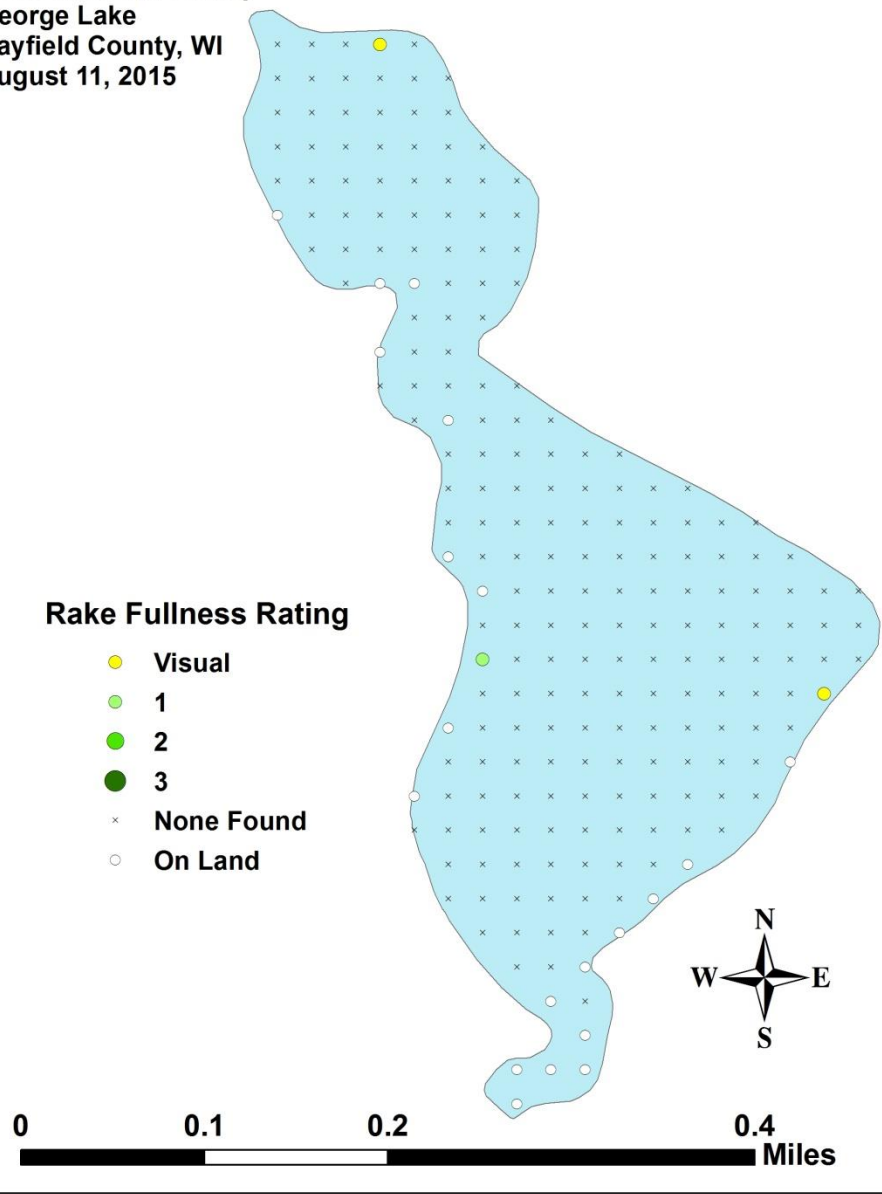 eorge Lake
ayfield County, WI
ugust 11, 2015
Rake Fullness Rating
Visual
1
2
3
None Found
On Land
N
W E
S
0 0.1 0.2 0.4
Miles